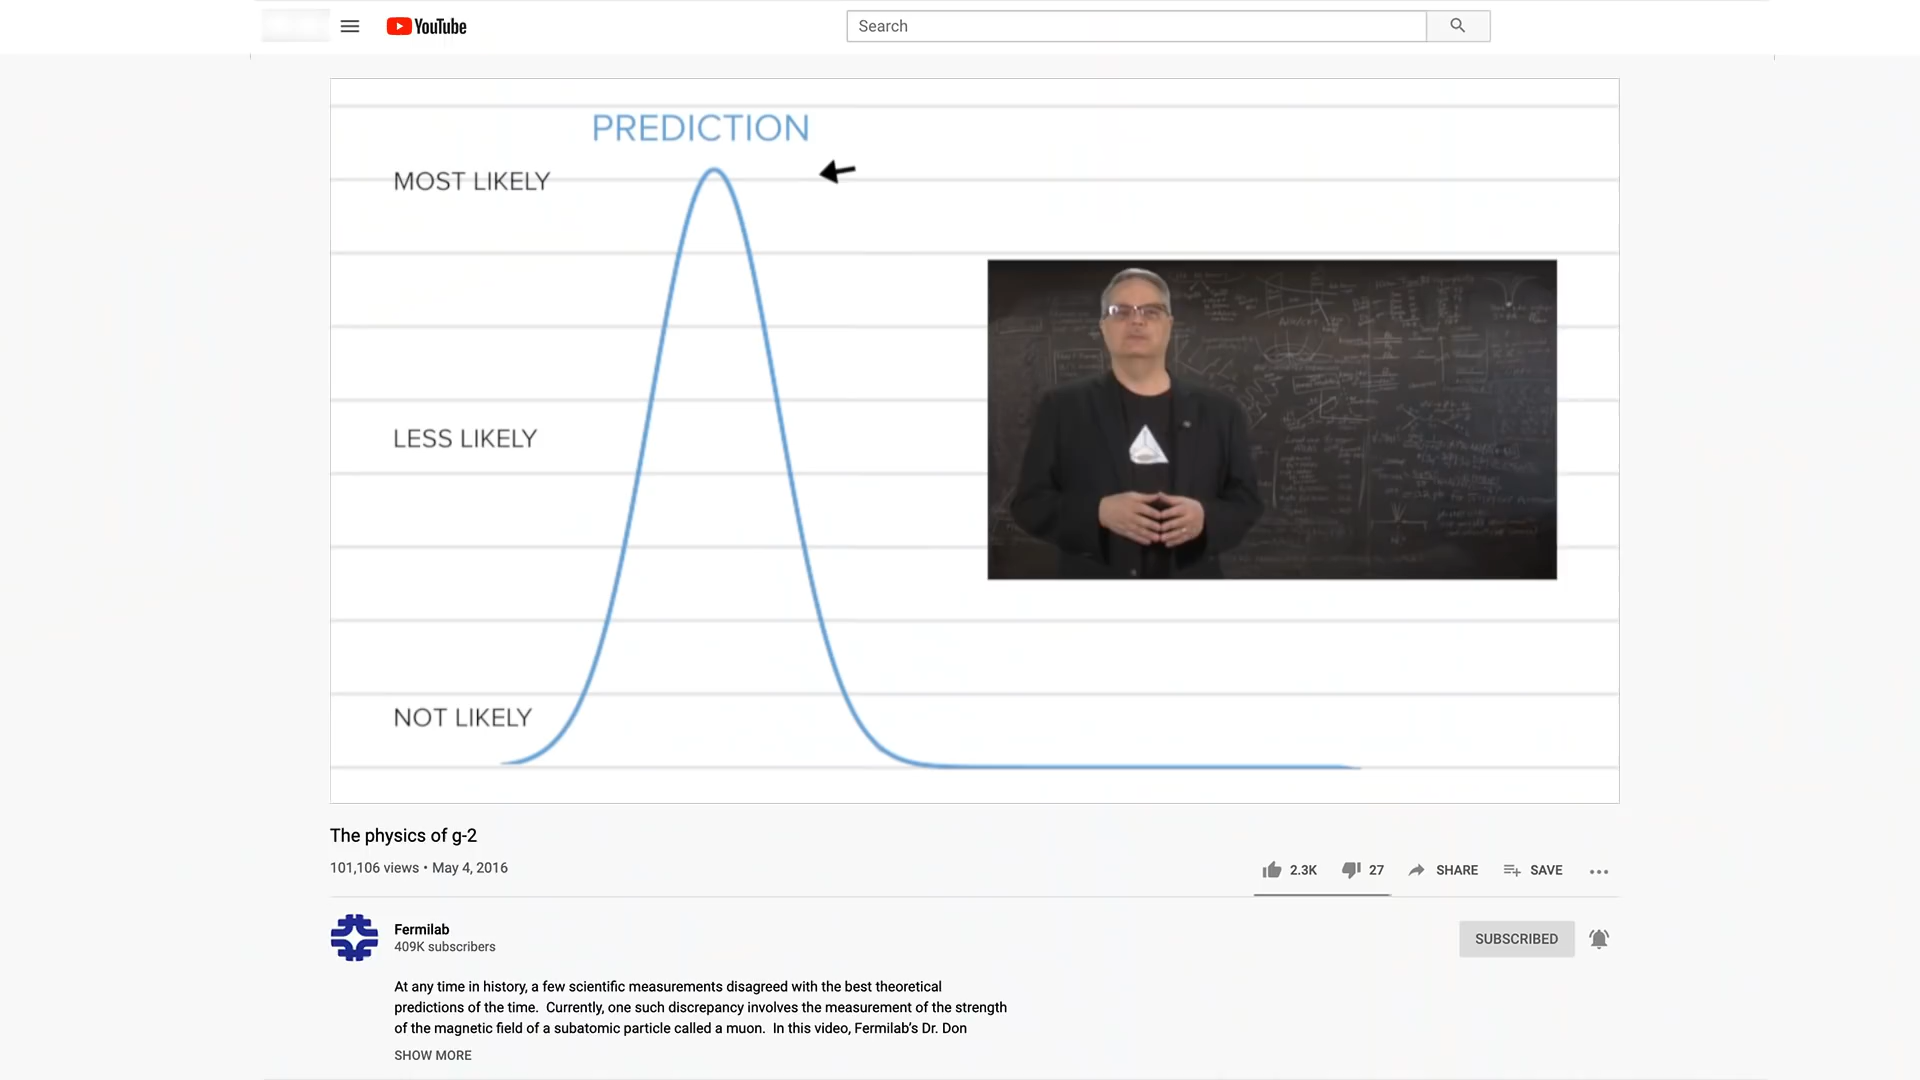 YouTube
Search
PREDICTION
MOST LIKELY
LESS LIKELY
NOT LIKELY
The physics of g-2
101,106 views • May 4, 2016
2.3K
27
SHARE
SAVE
Fermilab
409K subscribers
SUBSCRIBED
At any time in history, a few scientific measurements disagreed with the best theoretical
predictions of the time. Currently, one such discrepancy involves the measurement of the strength
of the magnetic field of a subatomic particle called a muon. In this video, Fermilab's Dr. Don
SHOW MORE